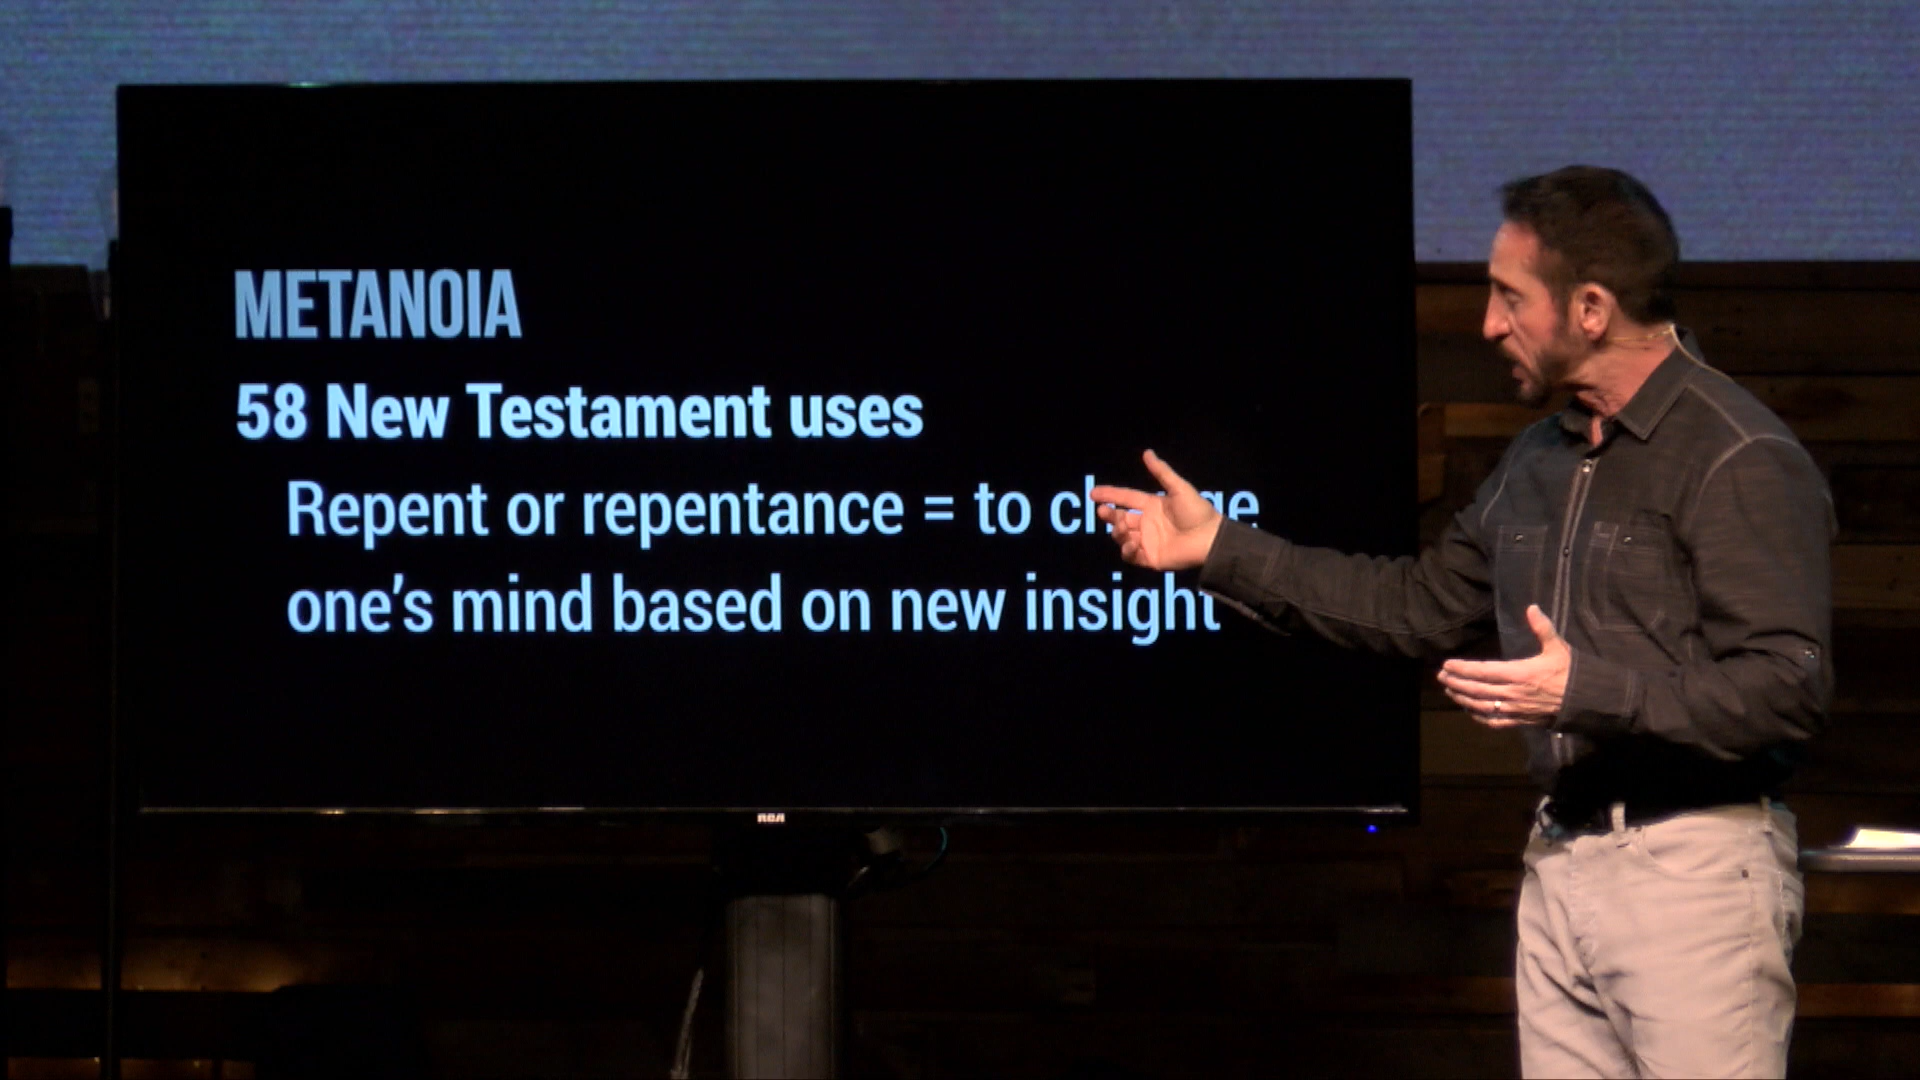 METANOIA
58 New Testament uses
Repent or repentance = to
one's mind based on new insight
RCA